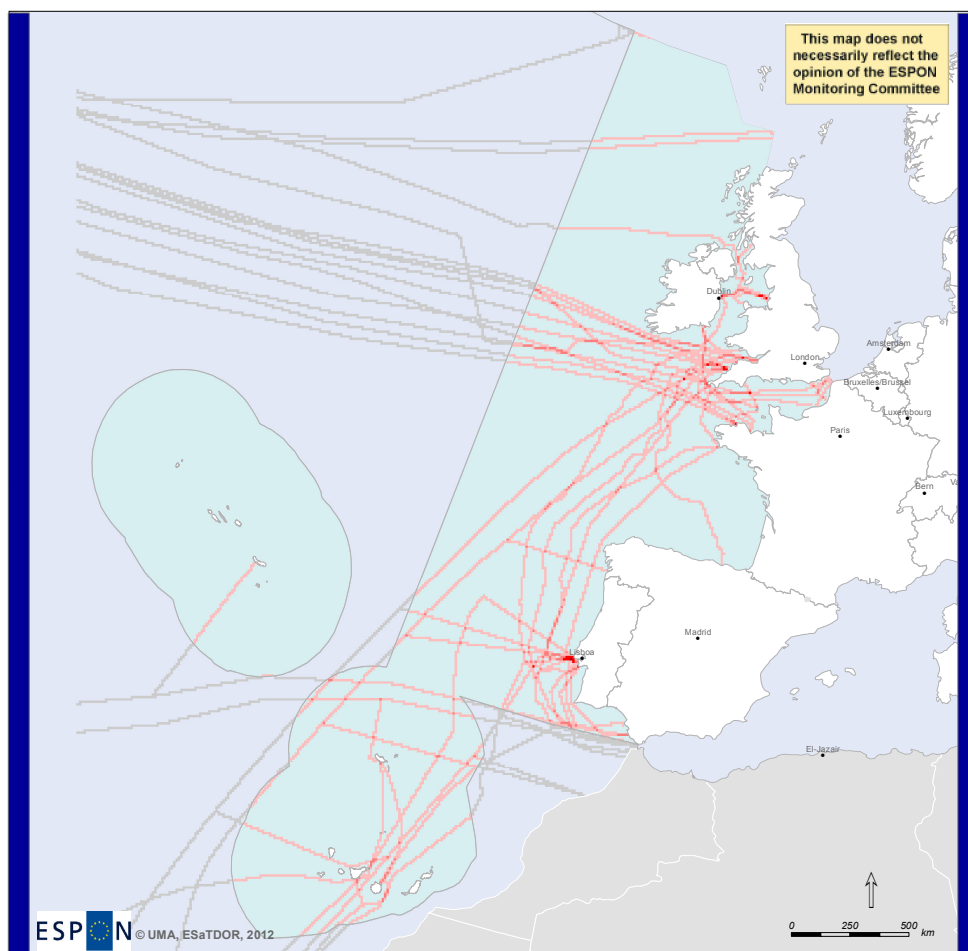 This map does not
necessarily reflect the
opinion of the ESPON
Monitoring Committee
Dublin
London
Amsterdam
Bruxelles/Brussel
Luxembourg
Paris
Bern
Va
Madrid
Lisboa
El-Jazair
ESPON © UMA, ESaTDOR, 2012
0 250 500
km